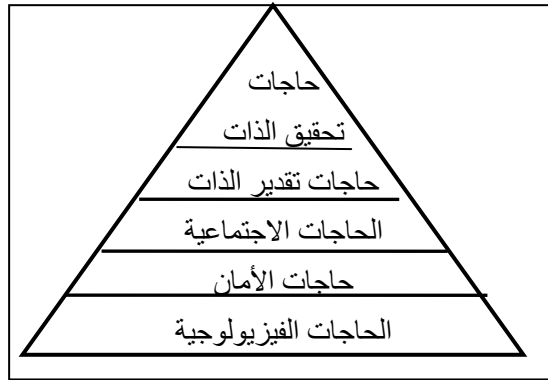 حاجات
تحقيق الذات
حاجات تقدير الذات
الحاجات الاجتماعية
حاجات الأمان
الحاجات الفيزيولوجية